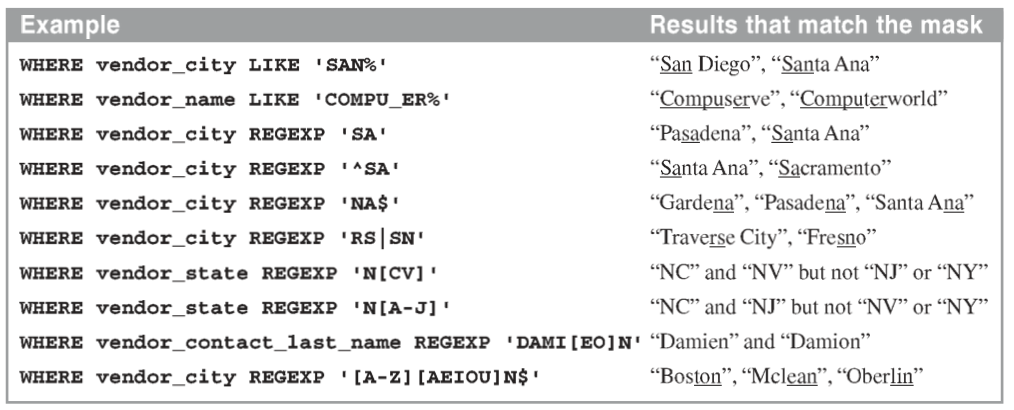 Example Results that match the mask
WHERE vendor_city LIKE 'SAN%' “San Diego”, “Santa Ana”
WHERE vendor_name LIKE 'COMPU_ER%' “Compuserve”, “Computerworld”
WHERE vendor_city REGEXP 'SA' “Pasadena”, “Santa Ana”
WHERE vendor_city REGEXP '^SA' “Santa Ana”, “Sacramento”
WHERE vendor_city REGEXP 'NA$' “Gardena”, “Pasadena”, “Santa Ana”
WHERE vendor_city REGEXP 'RS|SN' “Traverse City”, “Fresno”
WHERE vendor_state REGEXP 'N[CV]' “NC” and “NV” but not “NJ” or “NY”
WHERE vendor_state REGEXP 'N[A-J]' “NC” and “NJ” but not “NV” or “NY”
WHERE vendor_contact_last_name REGEXP 'DAMI[EO]N' “Damien” and “Damion”
WHERE vendor_city REGEXP '[A-Z][AEIOU]N$' “Boston”, “Mclean”, “Oberlin”